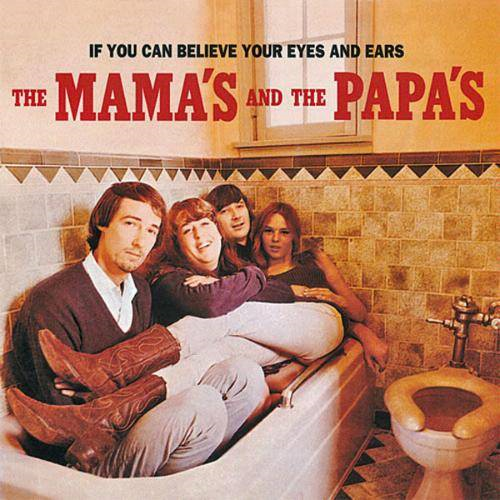 IF YOU CAN BELIEVE YOUR EYES AND EARS
THE MAMA'S AND THE PAPA'S